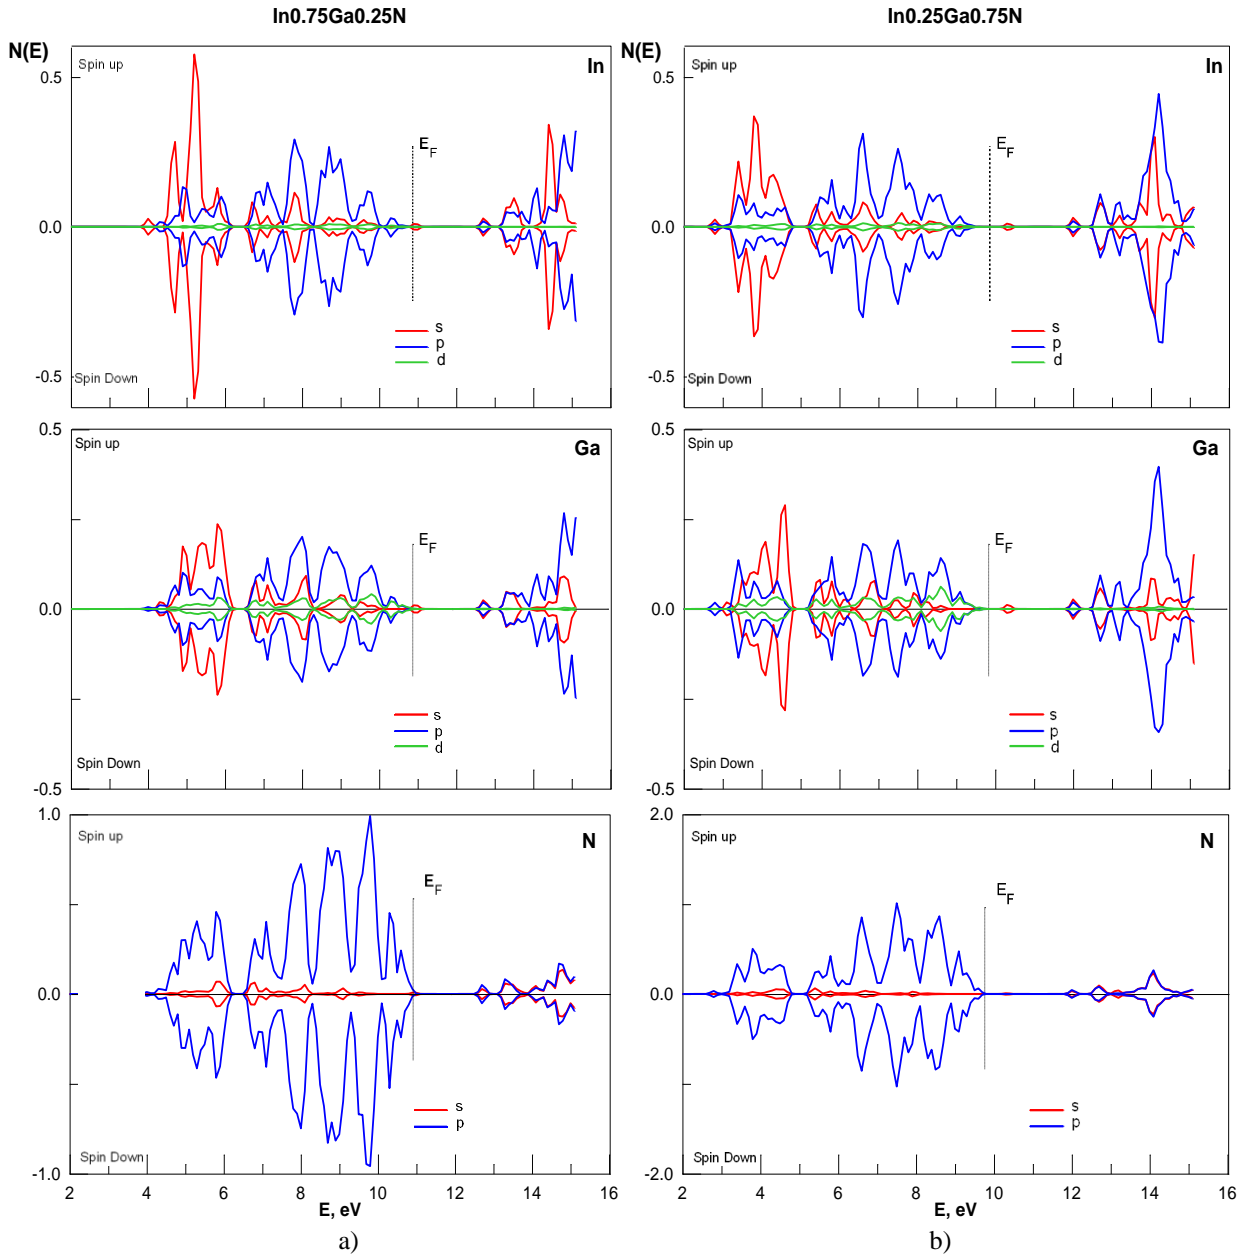 In0.75Ga0.25N
In0.25Ga0.75N
N(E)
Spin up
In
0.5
E F
0.0
s
p
d
-0.5
Spin Down
N(E)
Spin up
In
0.5
E F
0.0
s
p
d
-0.5
Spin Down
0.5
Spin up
Ga
E F
0.0
s
p
d
Spin Down
-0.5
0.5
Spin up
Ga
E F
0.0
s
p
d
Spin Down
-0.5
1.0
Spin up
N
E F
0.0
s
p
Spin Down
-1.0
2 4 6 8 10 12 14 16
E, eV
a)
2.0
Spin up
N
E F
0.0
s
p
Spin Down
-2.0
2 4 6 8 10 12 14 16
E, eV
b)